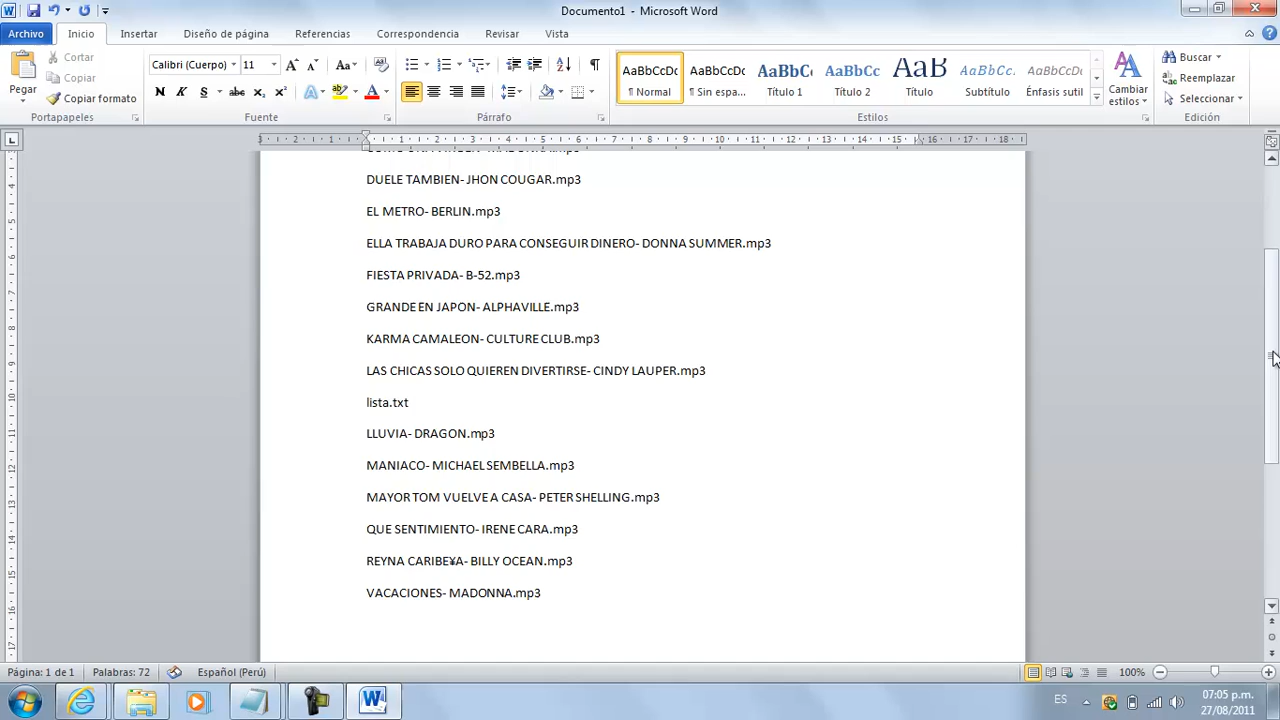 Documento1 - Microsoft Word
Archivo Inicio Insertar Diseño de página Referencias Correspondencia Revisar Vista
Cortar
Copiar
Copiar formato
Pegar
Portapapeles
Calibri (Cuerpo) 11
Fuente
Párrafo
AaBbCcDc AaBbCcDc AaBbC AaBbCc AaB AaBbCc. AaBbCcDc
¶ Normal ¶ Sin espa... Título 1 Título 2 Título Subtítulo Énfasis sutil
Cambiar estilos
Estilos
Buscar
Reemplazar
Seleccionar
Edición
DUELE TAMBIEN- JHON COUGAR.mp3
EL METRO- BERLIN.mp3
ELLA TRABAJA DURO PARA CONSEGUIR DINERO- DONNA SUMMER.mp3
FIESTA PRIVADA- B-52.mp3
GRANDE EN JAPON- ALPHAVILLE.mp3
KARMA CAMALEON- CULTURE CLUB.mp3
LAS CHICAS SOLO QUIEREN DIVERTIRSE- CINDY LAUPER.mp3
lista.txt
LLUVIA- DRAGON.mp3
MANIACO- MICHAEL SEMBELLA.mp3
MAYOR TOM VUELVE A CASA- PETER SHELLING.mp3
QUE SENTIMIENTO- IRENE CARA.mp3
REYNA CARIBE¥A- BILLY OCEAN.mp3
VACACIONES- MADONNA.mp3
Página: 1 de 1 Palabras: 72 Español (Perú) 100%
ES 07:05 p.m.
27/08/2011